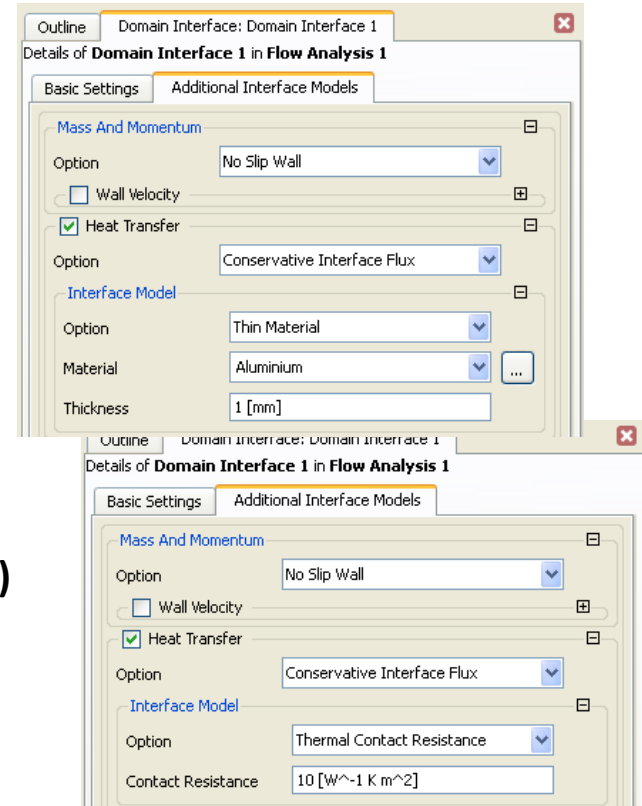 Outline Domain Interface: Domain Interface 1
Details of Domain Interface 1 in Flow Analysis 1
Basic Settings Additional Interface Models
Mass And Momentum
Option No Slip Wall
Wall Velocity
Heat Transfer
Option Conservative Interface Flux
Interface Model
Option Thin Material
Material Aluminium ...
Thickness 1 [mm]
Outline Domain Interface: Domain Interface 1
Details of Domain Interface 1 in Flow Analysis 1
Basic Settings Additional Interface Models
Mass And Momentum
Option No Slip Wall
)
Wall Velocity
Heat Transfer
Option Conservative Interface Flux
Interface Model
Option Thermal Contact Resistance
Contact Resistance 10 [W^-1 K m^2]